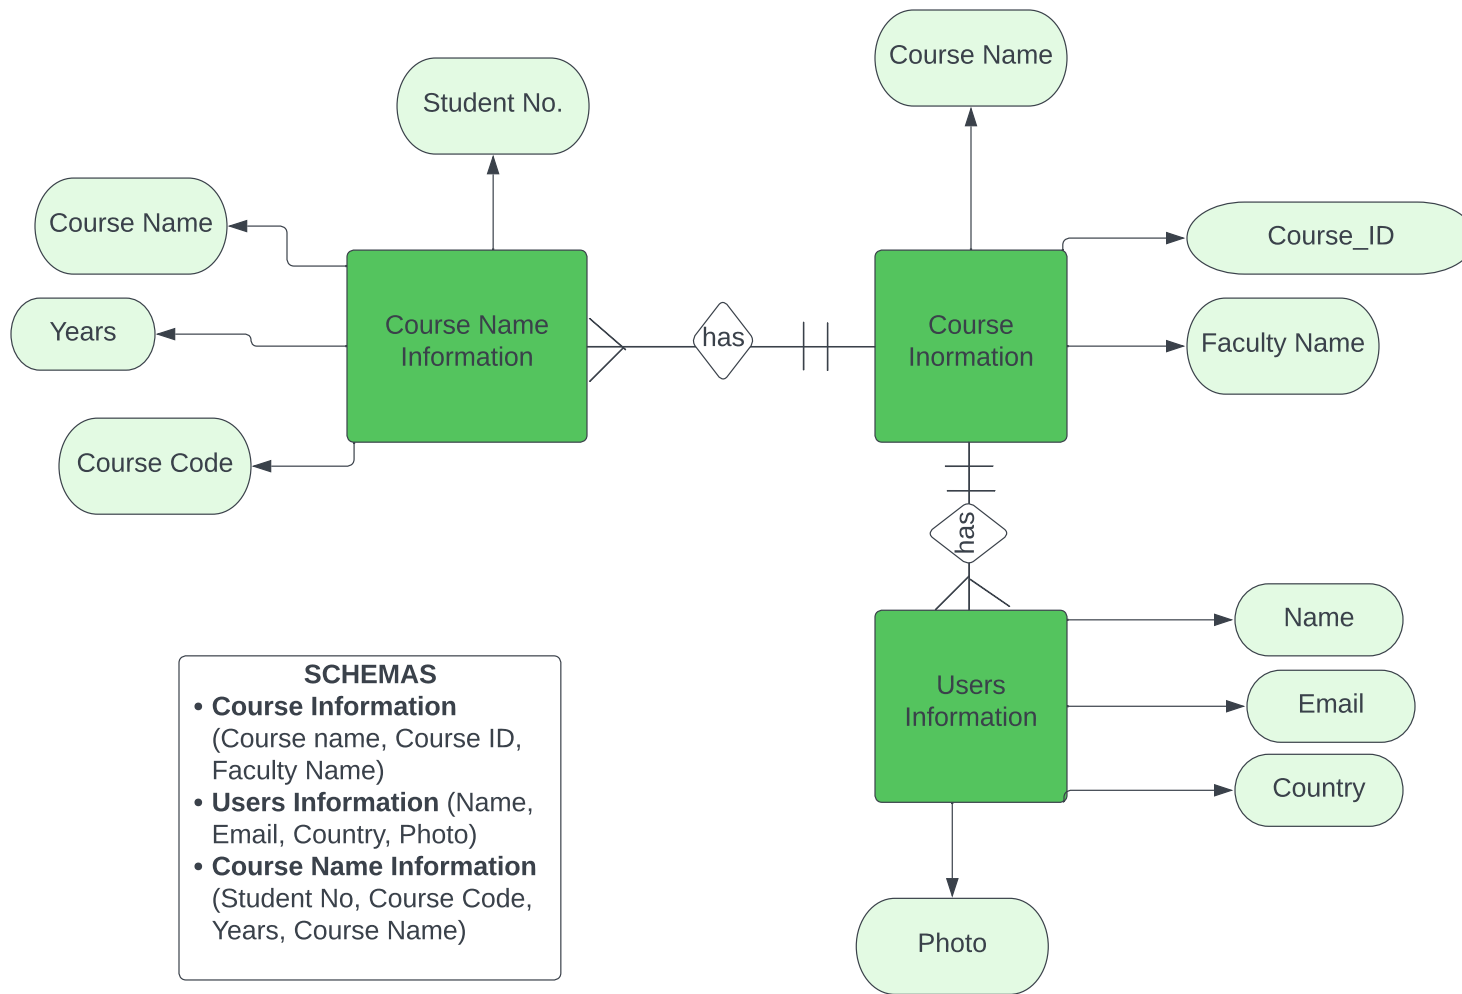 Course Name
Student No.
Course Name
Course_ID
Years
Course Name
Information
has
Course
Inormation
Faculty Name
Course Code
has
Name
Users
Information
Email
Country
Photo
SCHEMAS
• Course Information
(Course name, Course ID,
Faculty Name)
• Users Information (Name,
Email, Country, Photo)
• Course Name Information
(Student No, Course Code,
Years, Course Name)